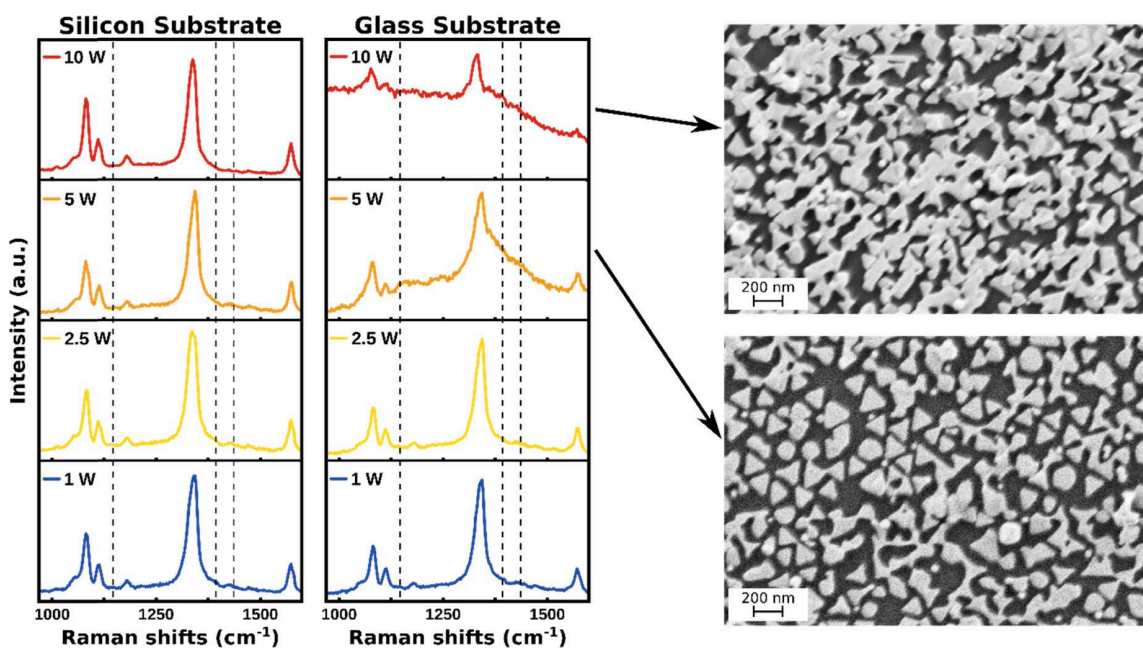 Silicon Substrate
Glass Substrate
10 W
10 W
5 W
5 W
2.5 W
2.5 W
1 W
1 W
Intensity (a.u.)
1000 1250 1500
1000 1250 1500
Raman shifts (cm⁻¹)
Raman shifts (cm⁻¹)
200 nm
200 nm